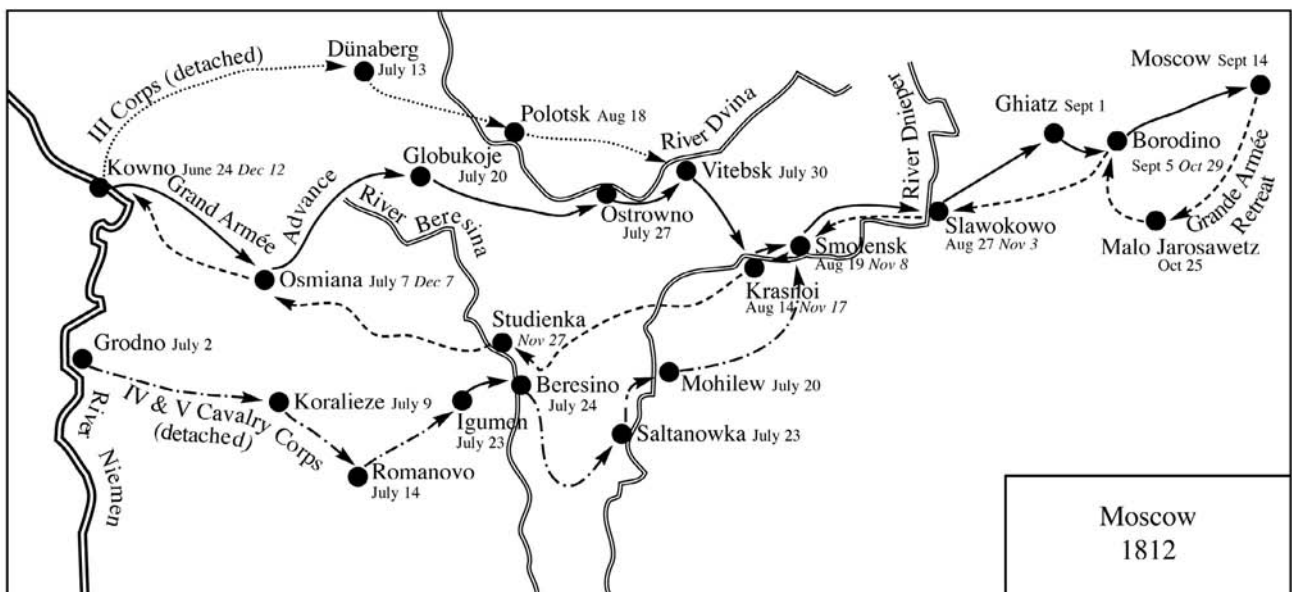 Dünaberg
July 13
III Corps (detached)
Moscow Sept 14
Ghiatz Sept 1
Polotsk Aug 18
River Dvina
River Dnieper
Borodino
Sept 5 Oct 29
Kowno June 24 Dec 12
Globukoje
July 20
Vitebsk July 30
Grand Armée
Advance
River Beresina
Ostrowno
July 27
Slawokowo
Aug 27 Nov 3
Grande Armée
Retreat
Malo Jarosawetz
Oct 25
Smolensk
Aug 19 Nov 8
Osmiana July 7 Dec 7
Krasnoi
Aug 14 Nov 17
Studienka
Nov 27
Grodno July 2
Beresino
July 24
Mohilew July 20
Koralieze July 9
IV & V Cavalry Corps
(detached)
Igumen
July 23
Saltanowka July 23
River Niemen
Romanovo
July 14
Moscow
1812